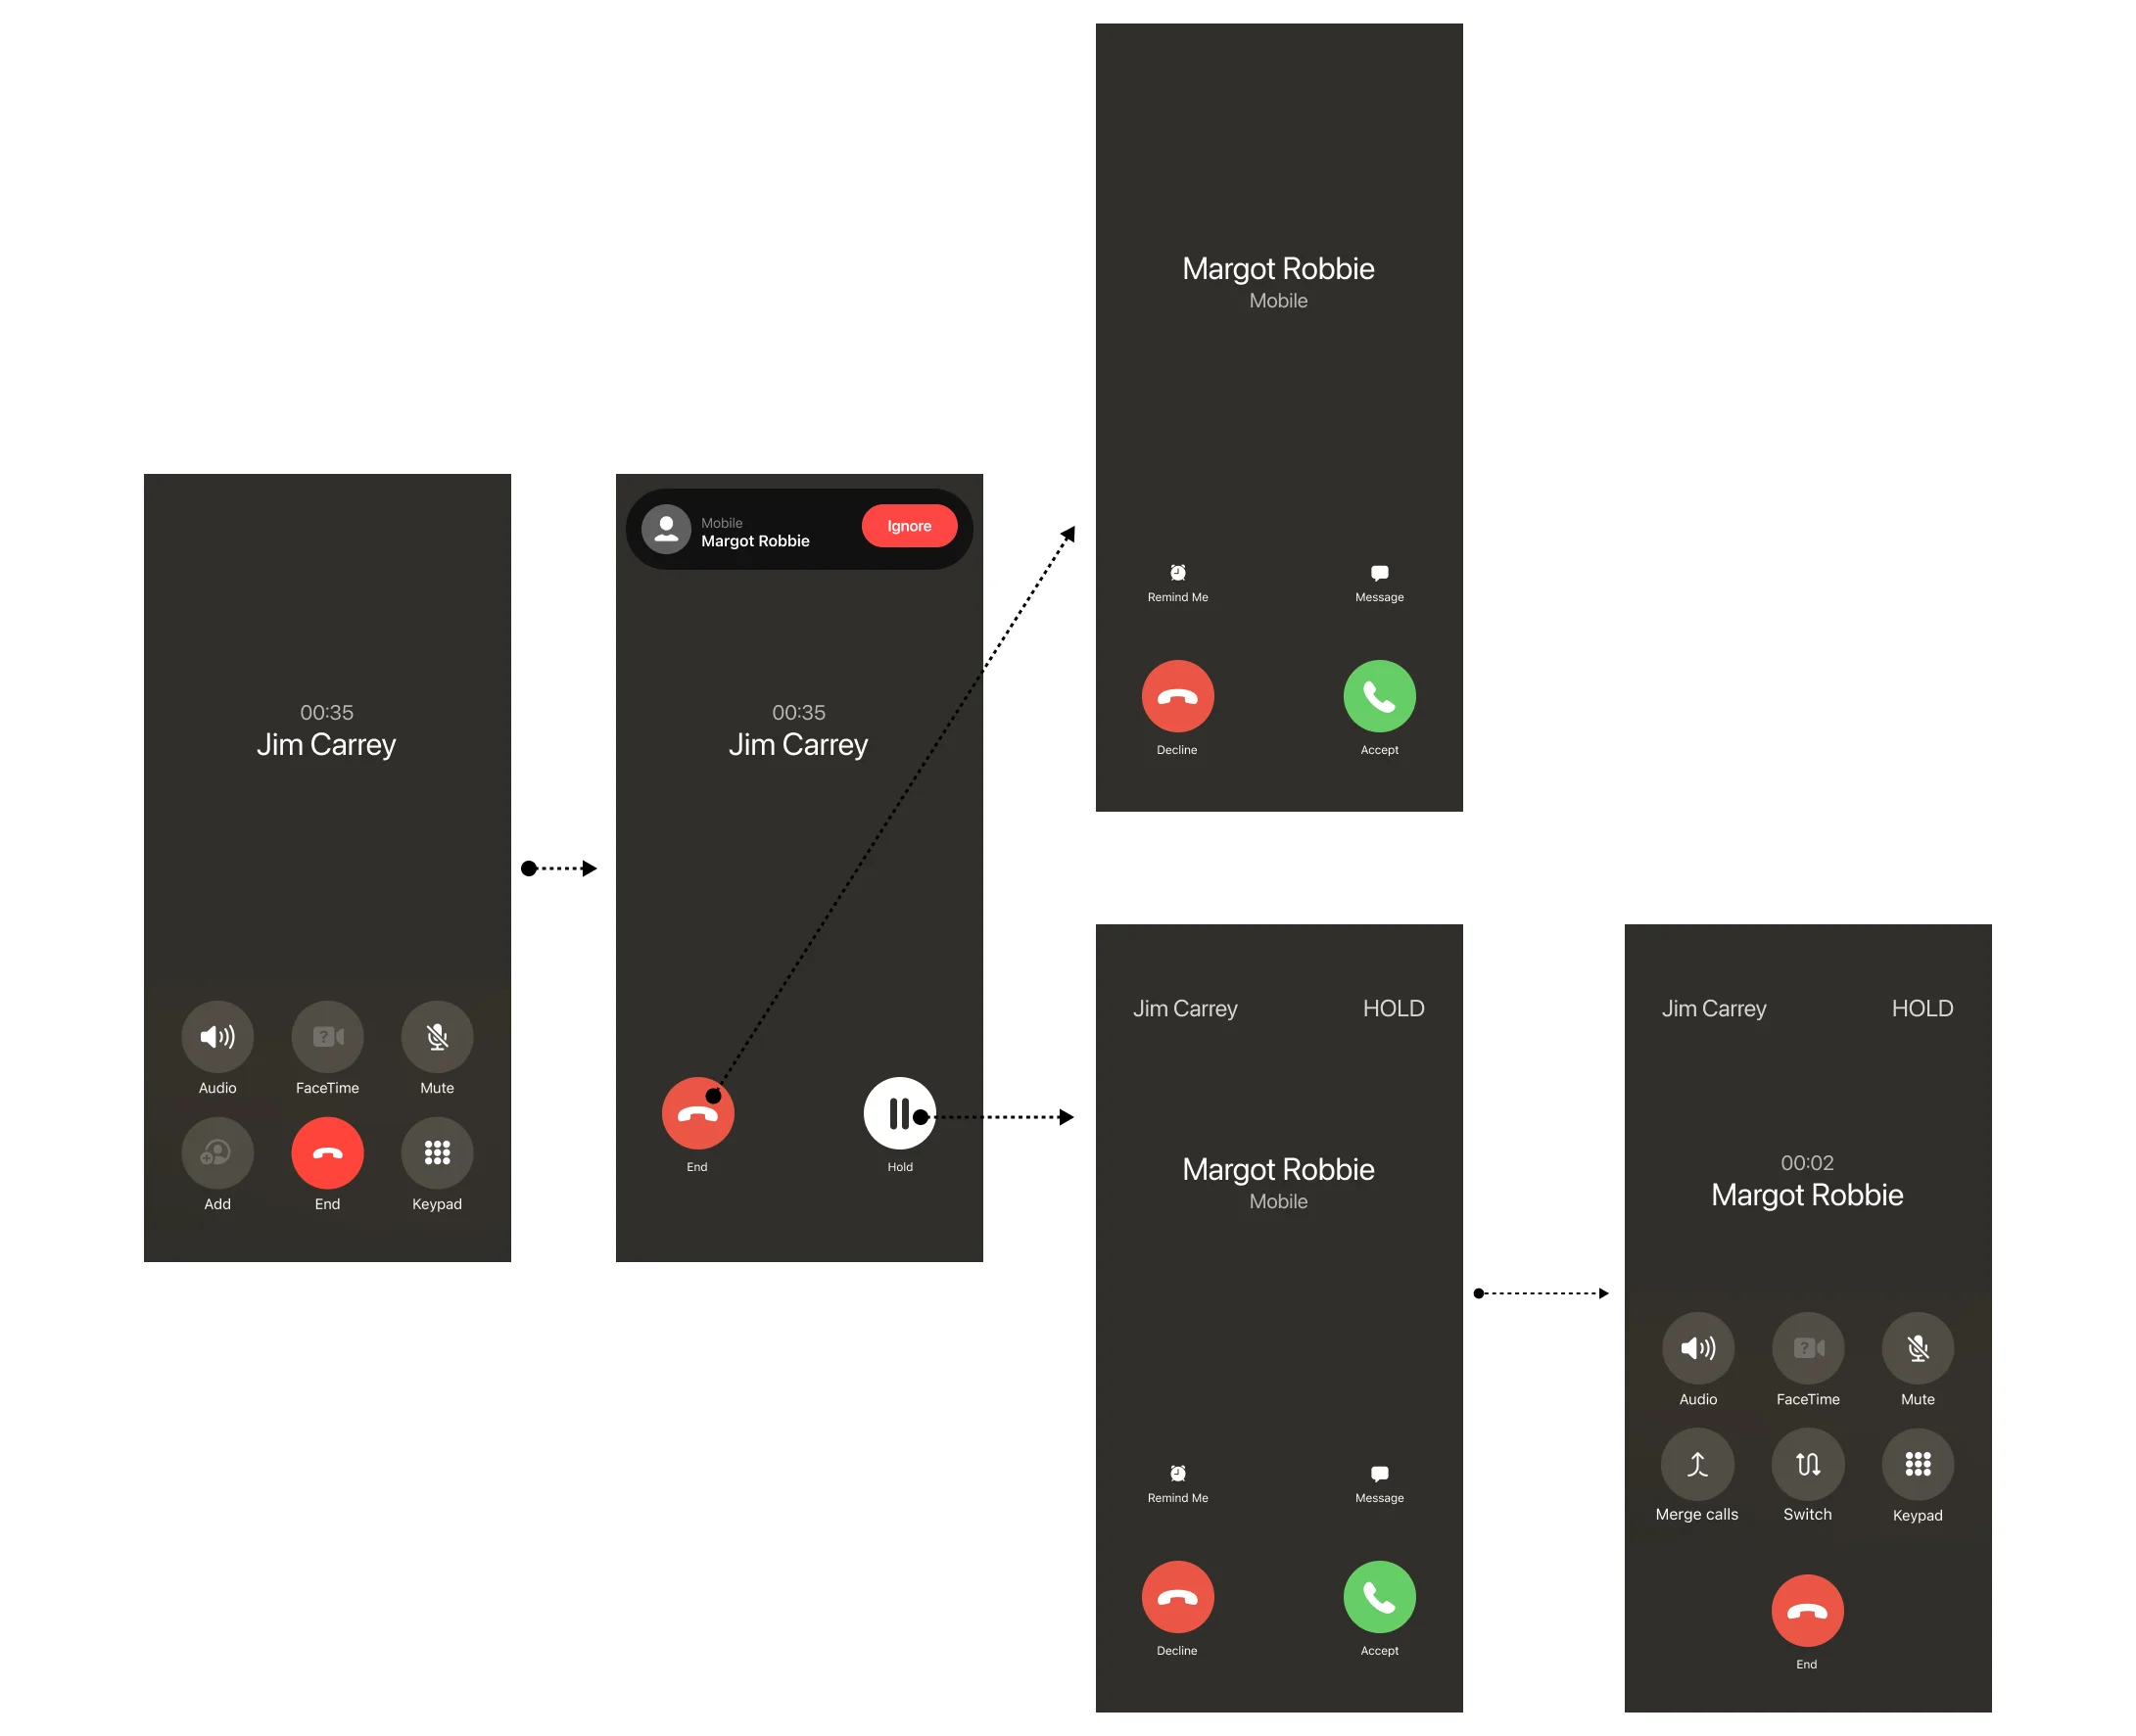 00:35
Jim Carrey
Audio FaceTime Mute
Add End Keypad
Mobile
Margot Robbie
Ignore
00:35
Jim Carrey
End Hold
Margot Robbie
Mobile
Remind Me Message
Decline Accept
Jim Carrey HOLD
Margot Robbie
Mobile
Remind Me Message
Decline Accept
Jim Carrey HOLD
00:02
Margot Robbie
Audio FaceTime Mute
Merge calls Switch Keypad
End